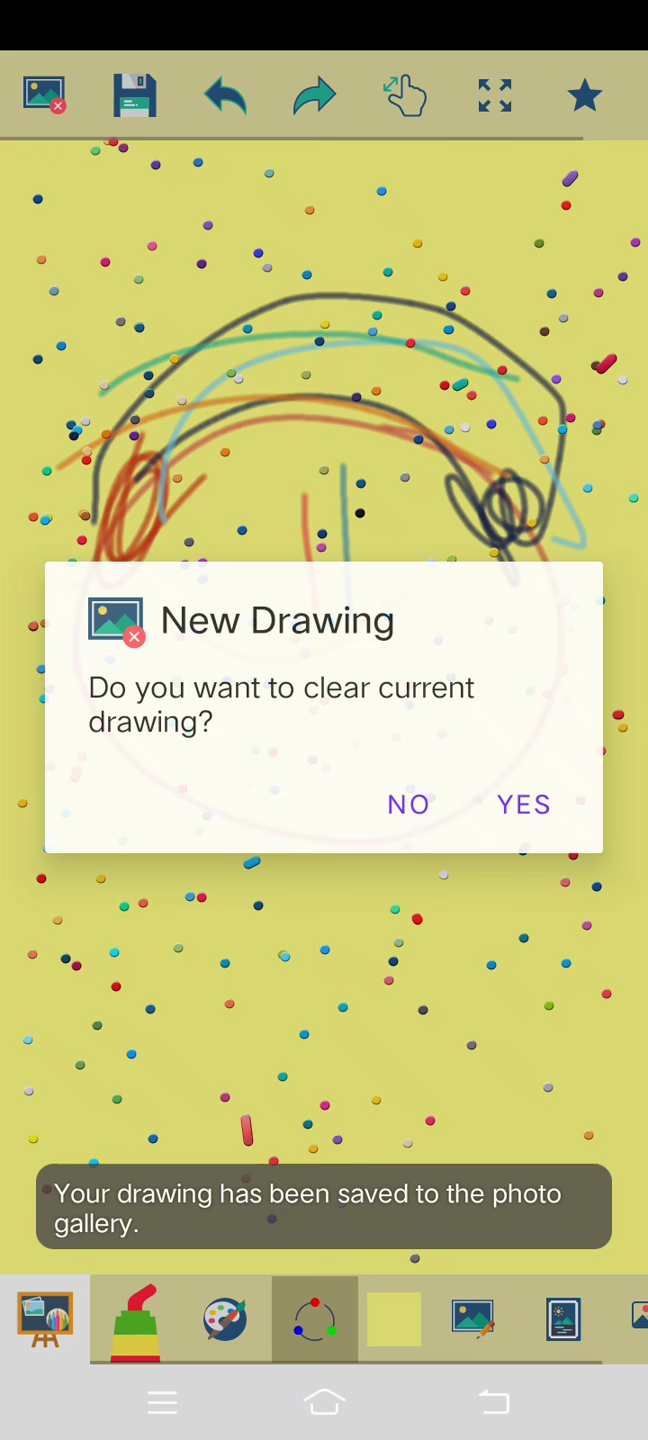 New Drawing
Do you want to clear current
drawing?
NO YES
Your drawing has been saved to the photo
gallery.